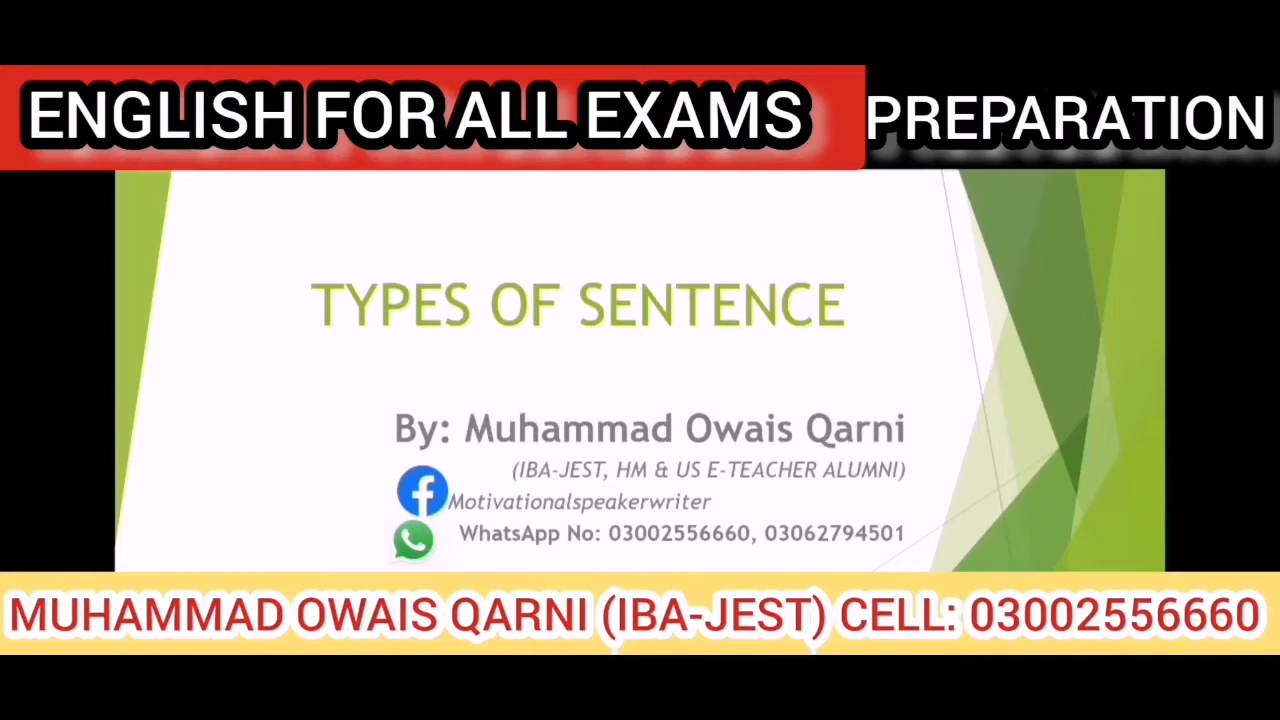 ENGLISH FOR ALL EXAMS PREPARATION
TYPES OF SENTENCE
By: Muhammad Owais Qarni
(IBA-JEST, HM & US E-TEACHER ALUMNI)
Motivationalspeakerwriter
WhatsApp No: 03002556660, 03062794501
MUHAMMAD OWAIS QARNI (IBA-JEST) CELL: 03002556660